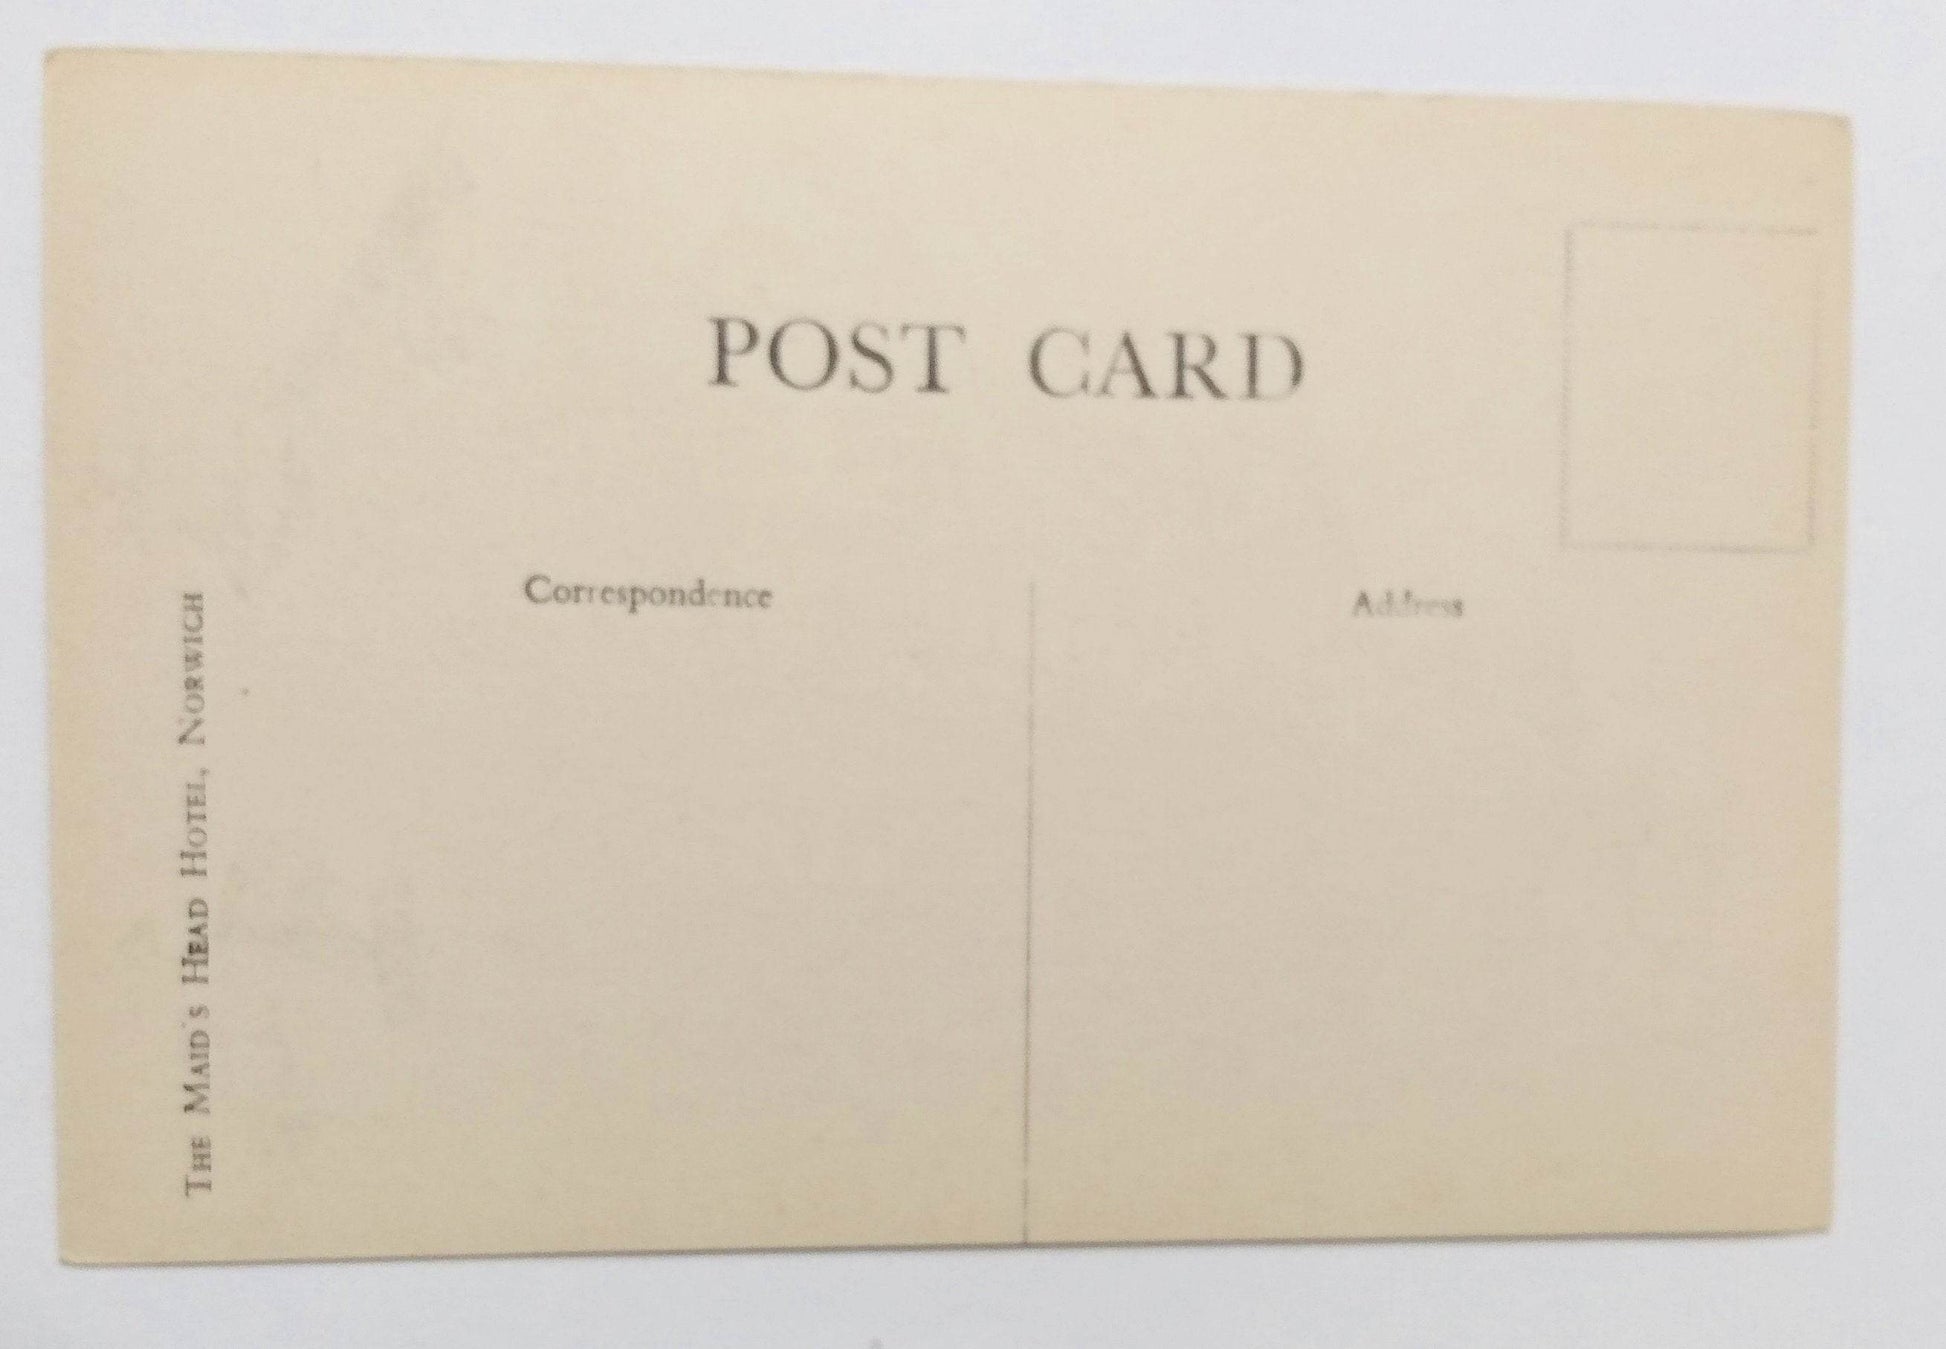 POST CARD
Correspondence
Address
THE MAID'S HEAD HOTEL, NORWICH